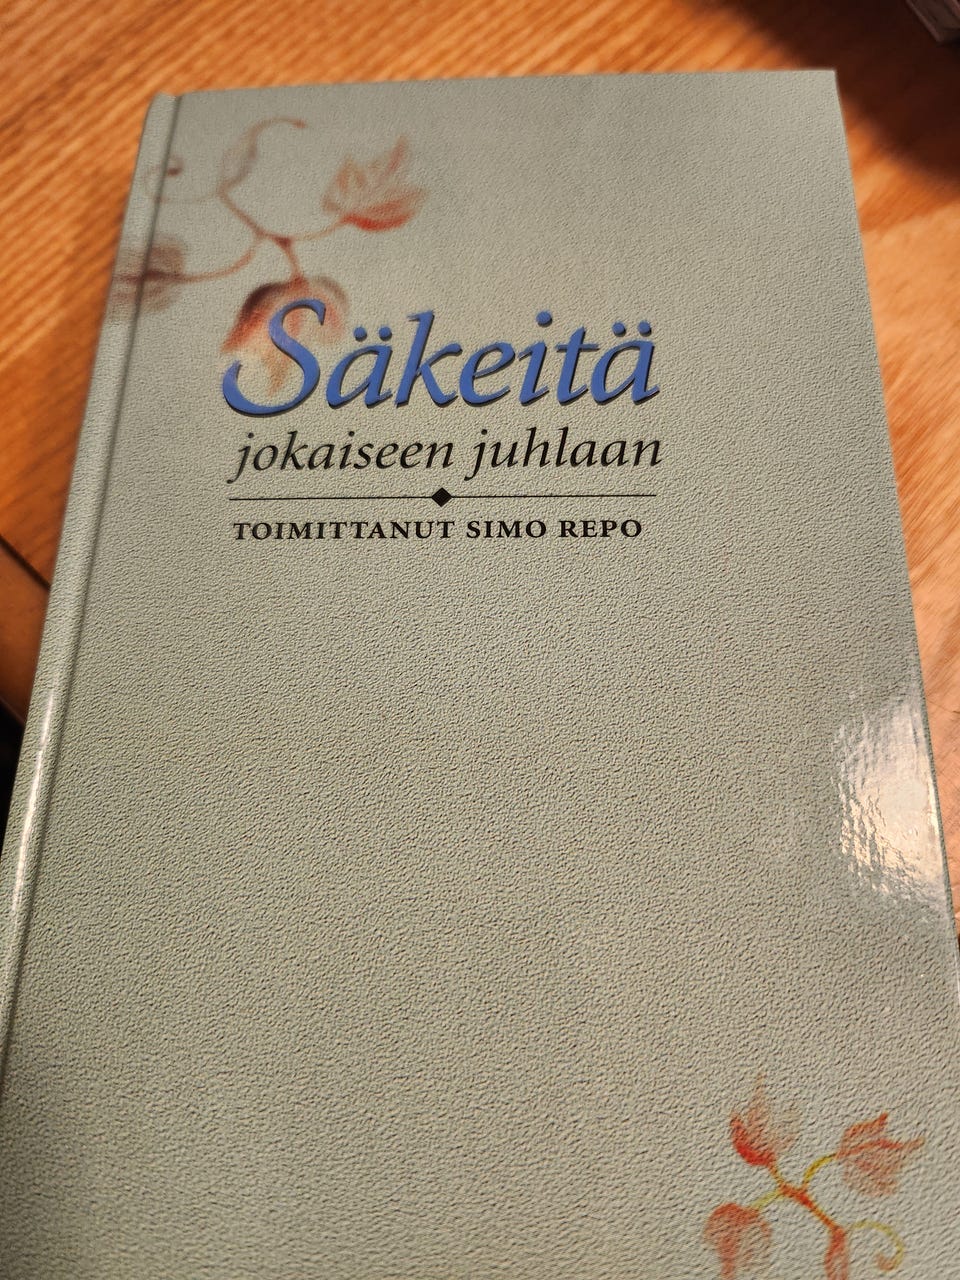 Säkeitä
jokaiseen juhlaan
TOIMITTANUT SIMO REPO